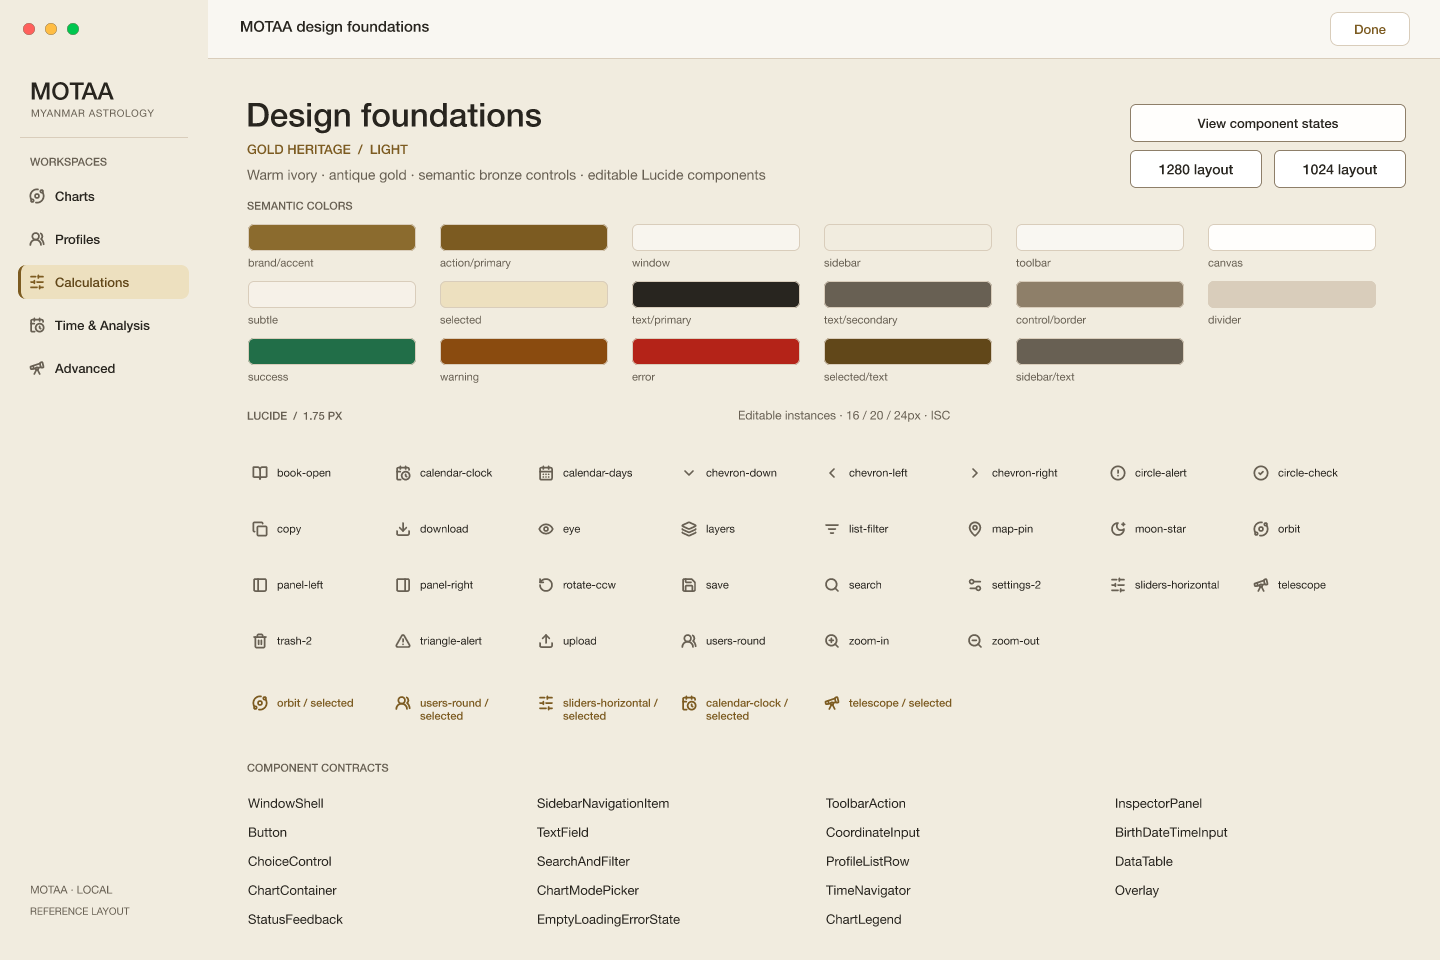 MOTAA design foundations
Done
MOTAA
MYANMAR ASTROLOGY
WORKSPACES
Charts
Profiles
Calculations
Time & Analysis
Advanced
MOTAA · LOCAL
REFERENCE LAYOUT
Design foundations
GOLD HERITAGE / LIGHT
Warm ivory · antique gold · semantic bronze controls · editable Lucide components
View component states
1280 layout
1024 layout
SEMANTIC COLORS
brand/accent
action/primary
window
sidebar
toolbar
canvas
subtle
selected
text/primary
text/secondary
control/border
divider
success
warning
error
selected/text
sidebar/text
LUCIDE / 1.75 PX
Editable instances · 16 / 20 / 24px · ISC
book-open
calendar-clock
calendar-days
chevron-down
chevron-left
chevron-right
circle-alert
circle-check
copy
download
eye
layers
list-filter
map-pin
moon-star
orbit
panel-left
panel-right
rotate-ccw
save
search
settings-2
sliders-horizontal
telescope
trash-2
triangle-alert
upload
users-round
zoom-in
zoom-out
orbit / selected
users-round /
selected
sliders-horizontal /
selected
calendar-clock /
selected
telescope / selected
COMPONENT CONTRACTS
WindowShell
SidebarNavigationItem
ToolbarAction
InspectorPanel
Button
TextField
CoordinateInput
BirthDateTimeInput
ChoiceControl
SearchAndFilter
ProfileListRow
DataTable
ChartContainer
ChartModePicker
TimeNavigator
Overlay
StatusFeedback
EmptyLoadingErrorState
ChartLegend